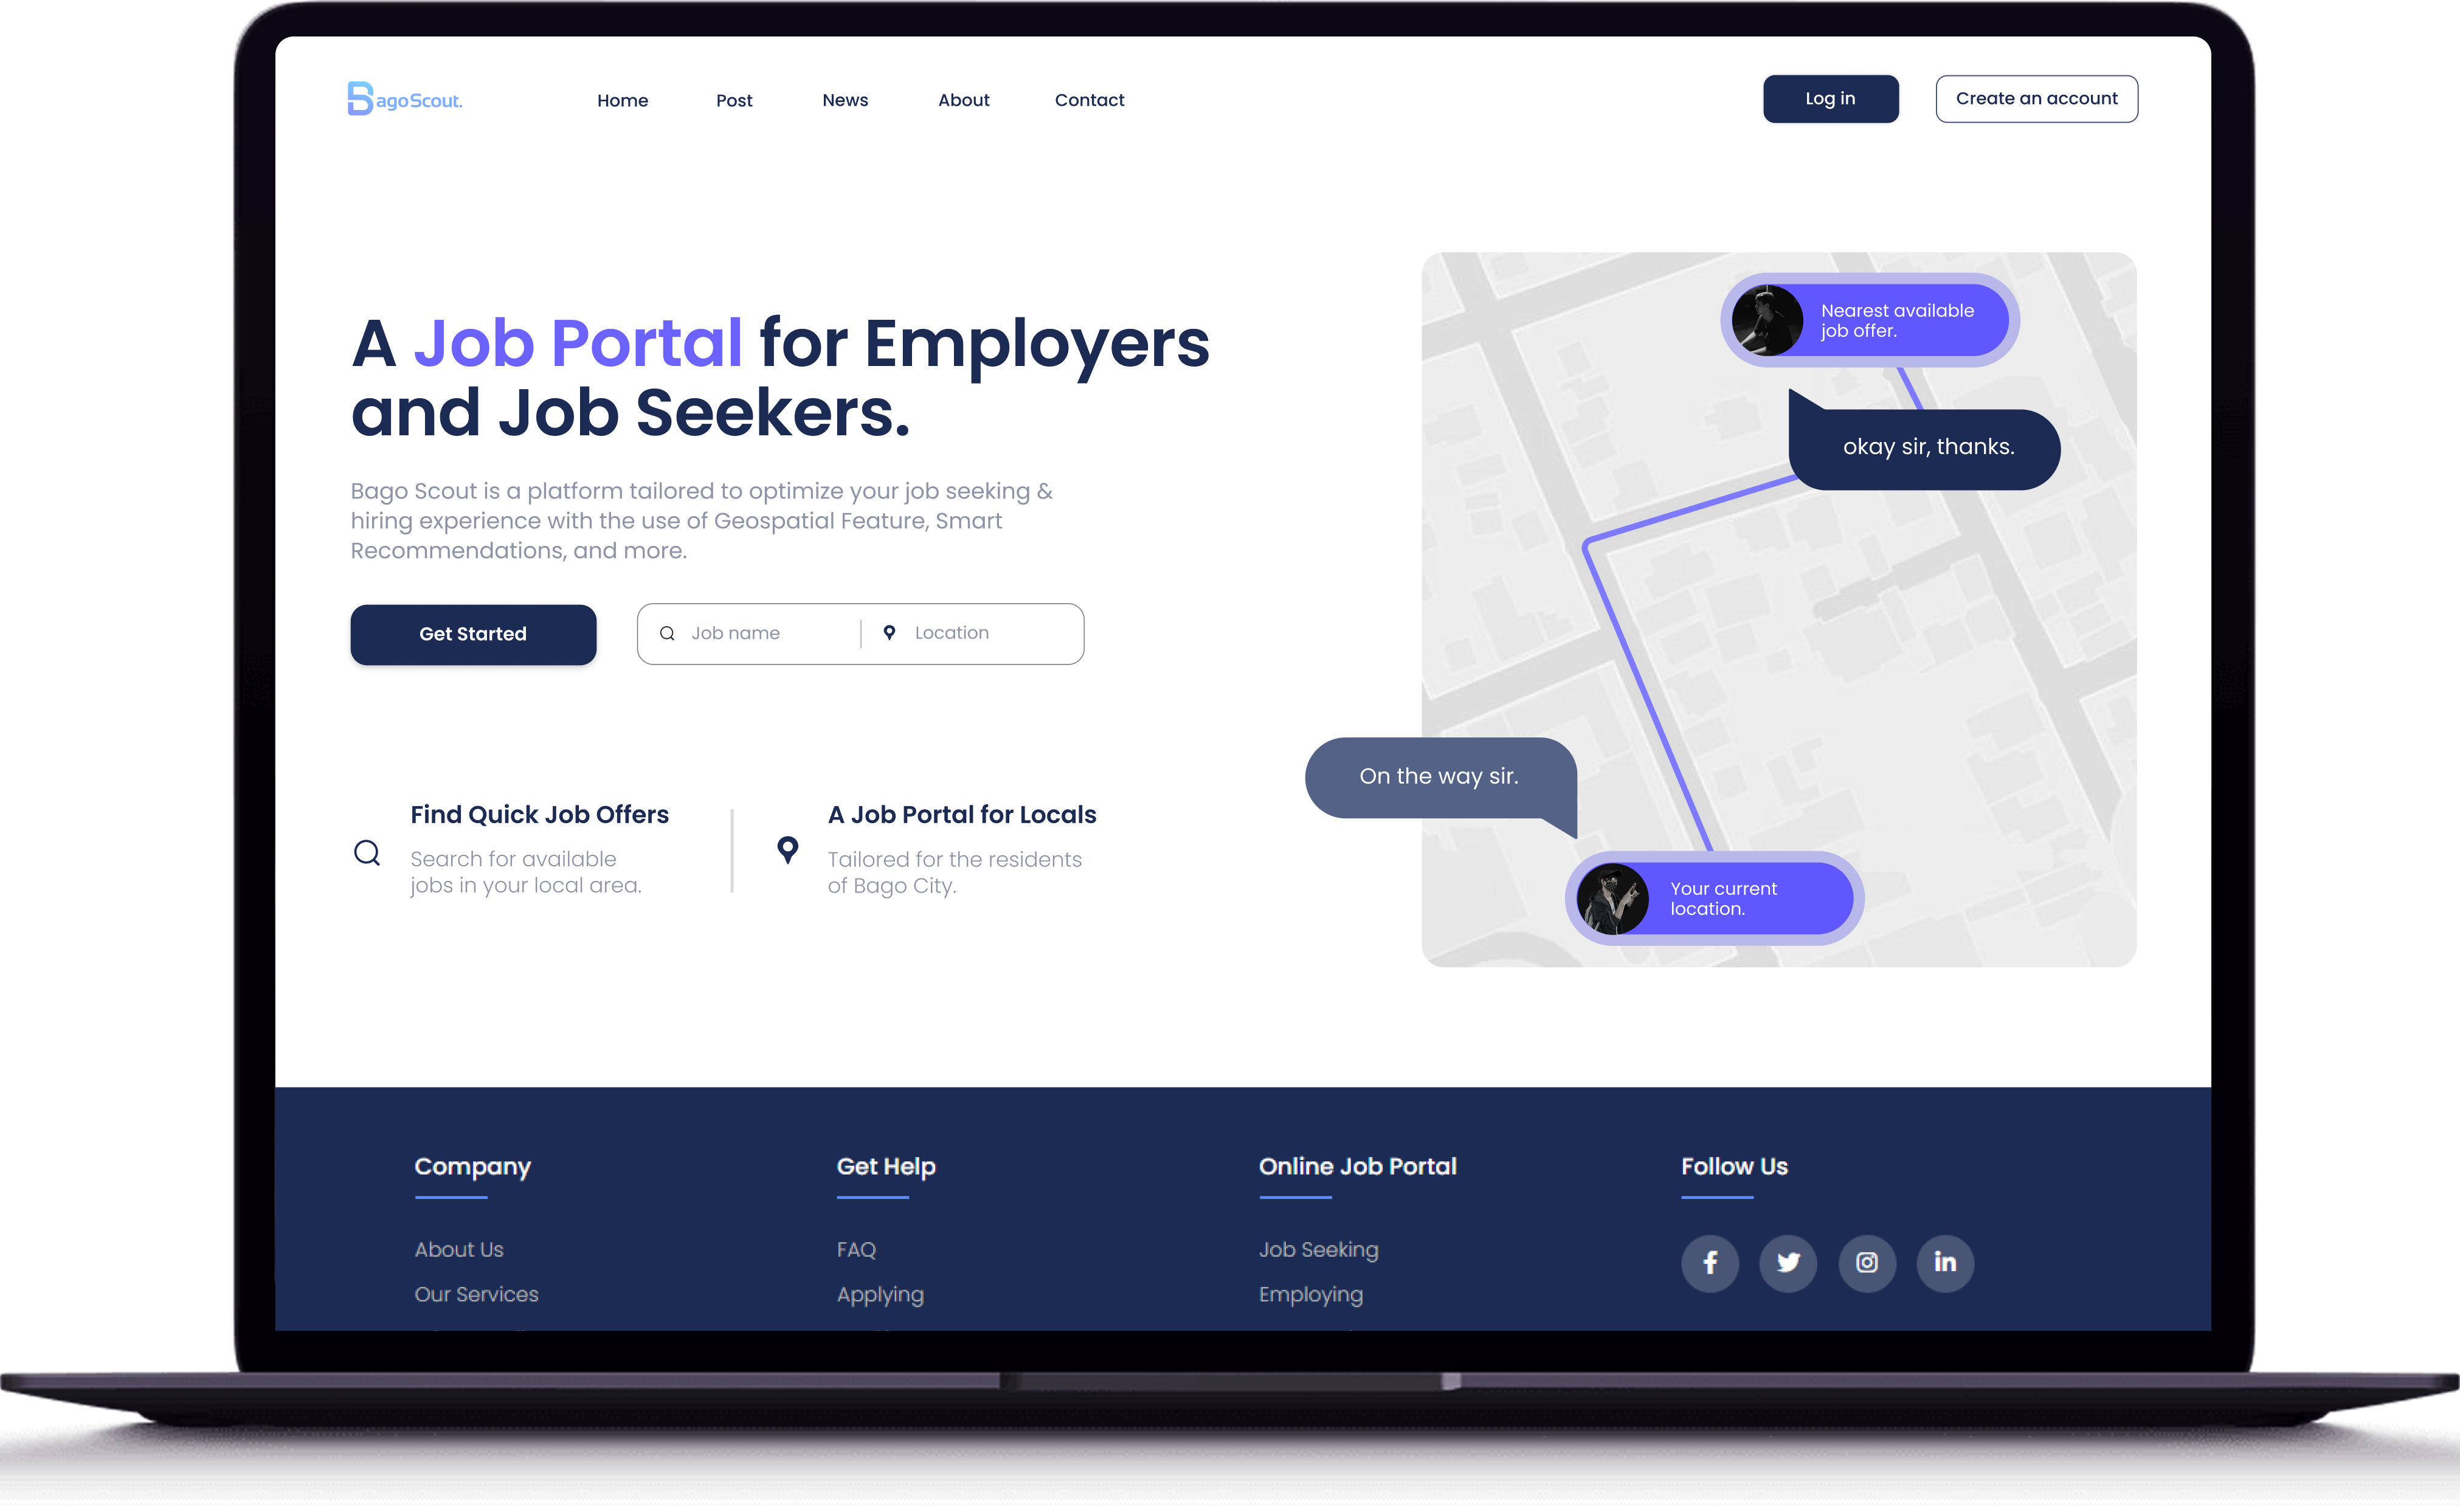 BagoScout.
Home
Post
News
About
Contact
Log in
Create an account
A Job Portal for Employers
and Job Seekers.
Bago Scout is a platform tailored to optimize your job seeking &
hiring experience with the use of Geospatial Feature, Smart
Recommendations, and more.
Get Started
Job name
Location
Find Quick Job Offers
Search for available
jobs in your local area.
A Job Portal for Locals
Tailored for the residents
of Bago City.
Nearest available
job offer.
okay sir, thanks.
On the way sir.
Your current
location.
Company
About Us
Our Services
Get Help
FAQ
Applying
Online Job Portal
Job Seeking
Employing
Follow Us